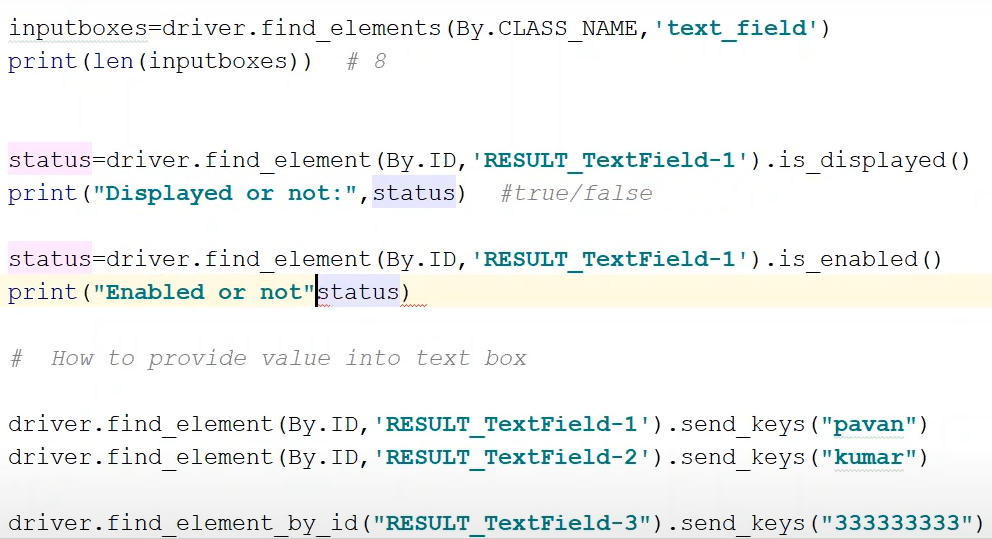 inputboxes=driver.find_elements(By.CLASS_NAME,'text_field')
print(len(inputboxes))  # 8
status=driver.find_element(By.ID,'RESULT_TextField-1').is_displayed()
print("Displayed or not:",status)  #true/false
status=driver.find_element(By.ID,'RESULT_TextField-1').is_enabled()
print("Enabled or not"status)
#  How to provide value into text box
driver.find_element(By.ID,'RESULT_TextField-1').send_keys("pavan")
driver.find_element(By.ID,'RESULT_TextField-2').send_keys("kumar")
driver.find_element_by_id("RESULT_TextField-3").send_keys("333333333")